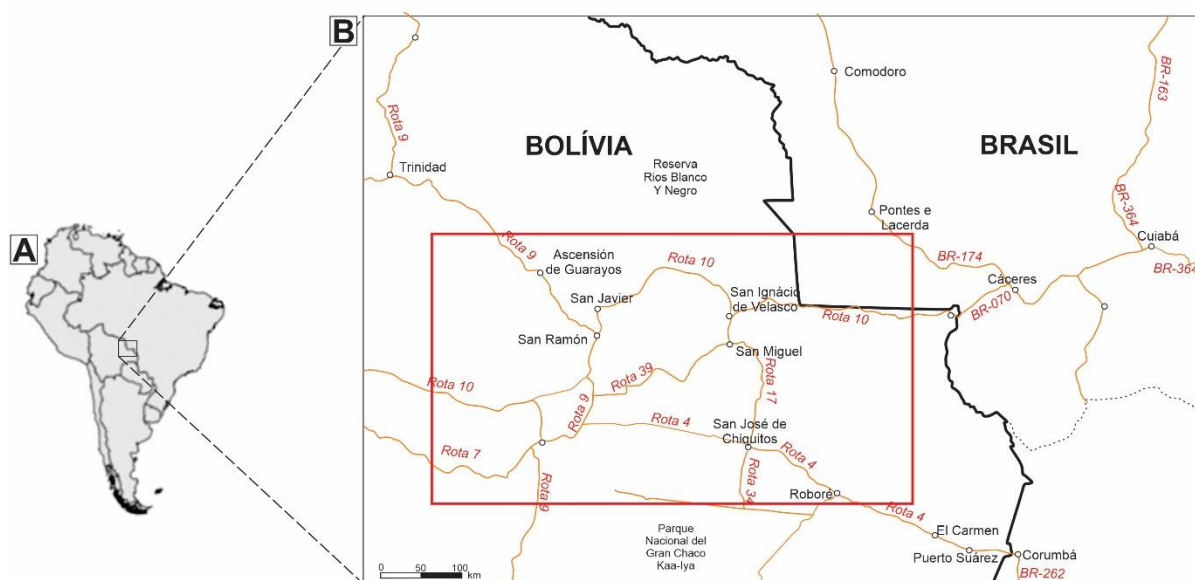 B
BR-163
Comodoro
Rota 9
BOLÍVIA
BRASIL
Trinidad
Reserva
Rios Blanco
Y Negro
BR-364
Pontes e
Lacerda
A
Rota 9
Cuiabá
Ascensión
de Guarayos
Rota 10
BR-174
BR-364
Cáceres
San Javier
San Ignácio
de Velasco
BR-070
Rota 10
San Ramón
San Miguel
Rota 10
Rota 39
Rota 17
Rota 6
Rota 4
San José de
Chiquitos
Rota 7
Rota 4
Rota 9
Rota 34
Roboré
Rota 4
Parque
Nacional del
Gran Chaco
Kaa-Iya
El Carmen
Puerto Suárez
Corumbá
0 50 100
km
BR-262